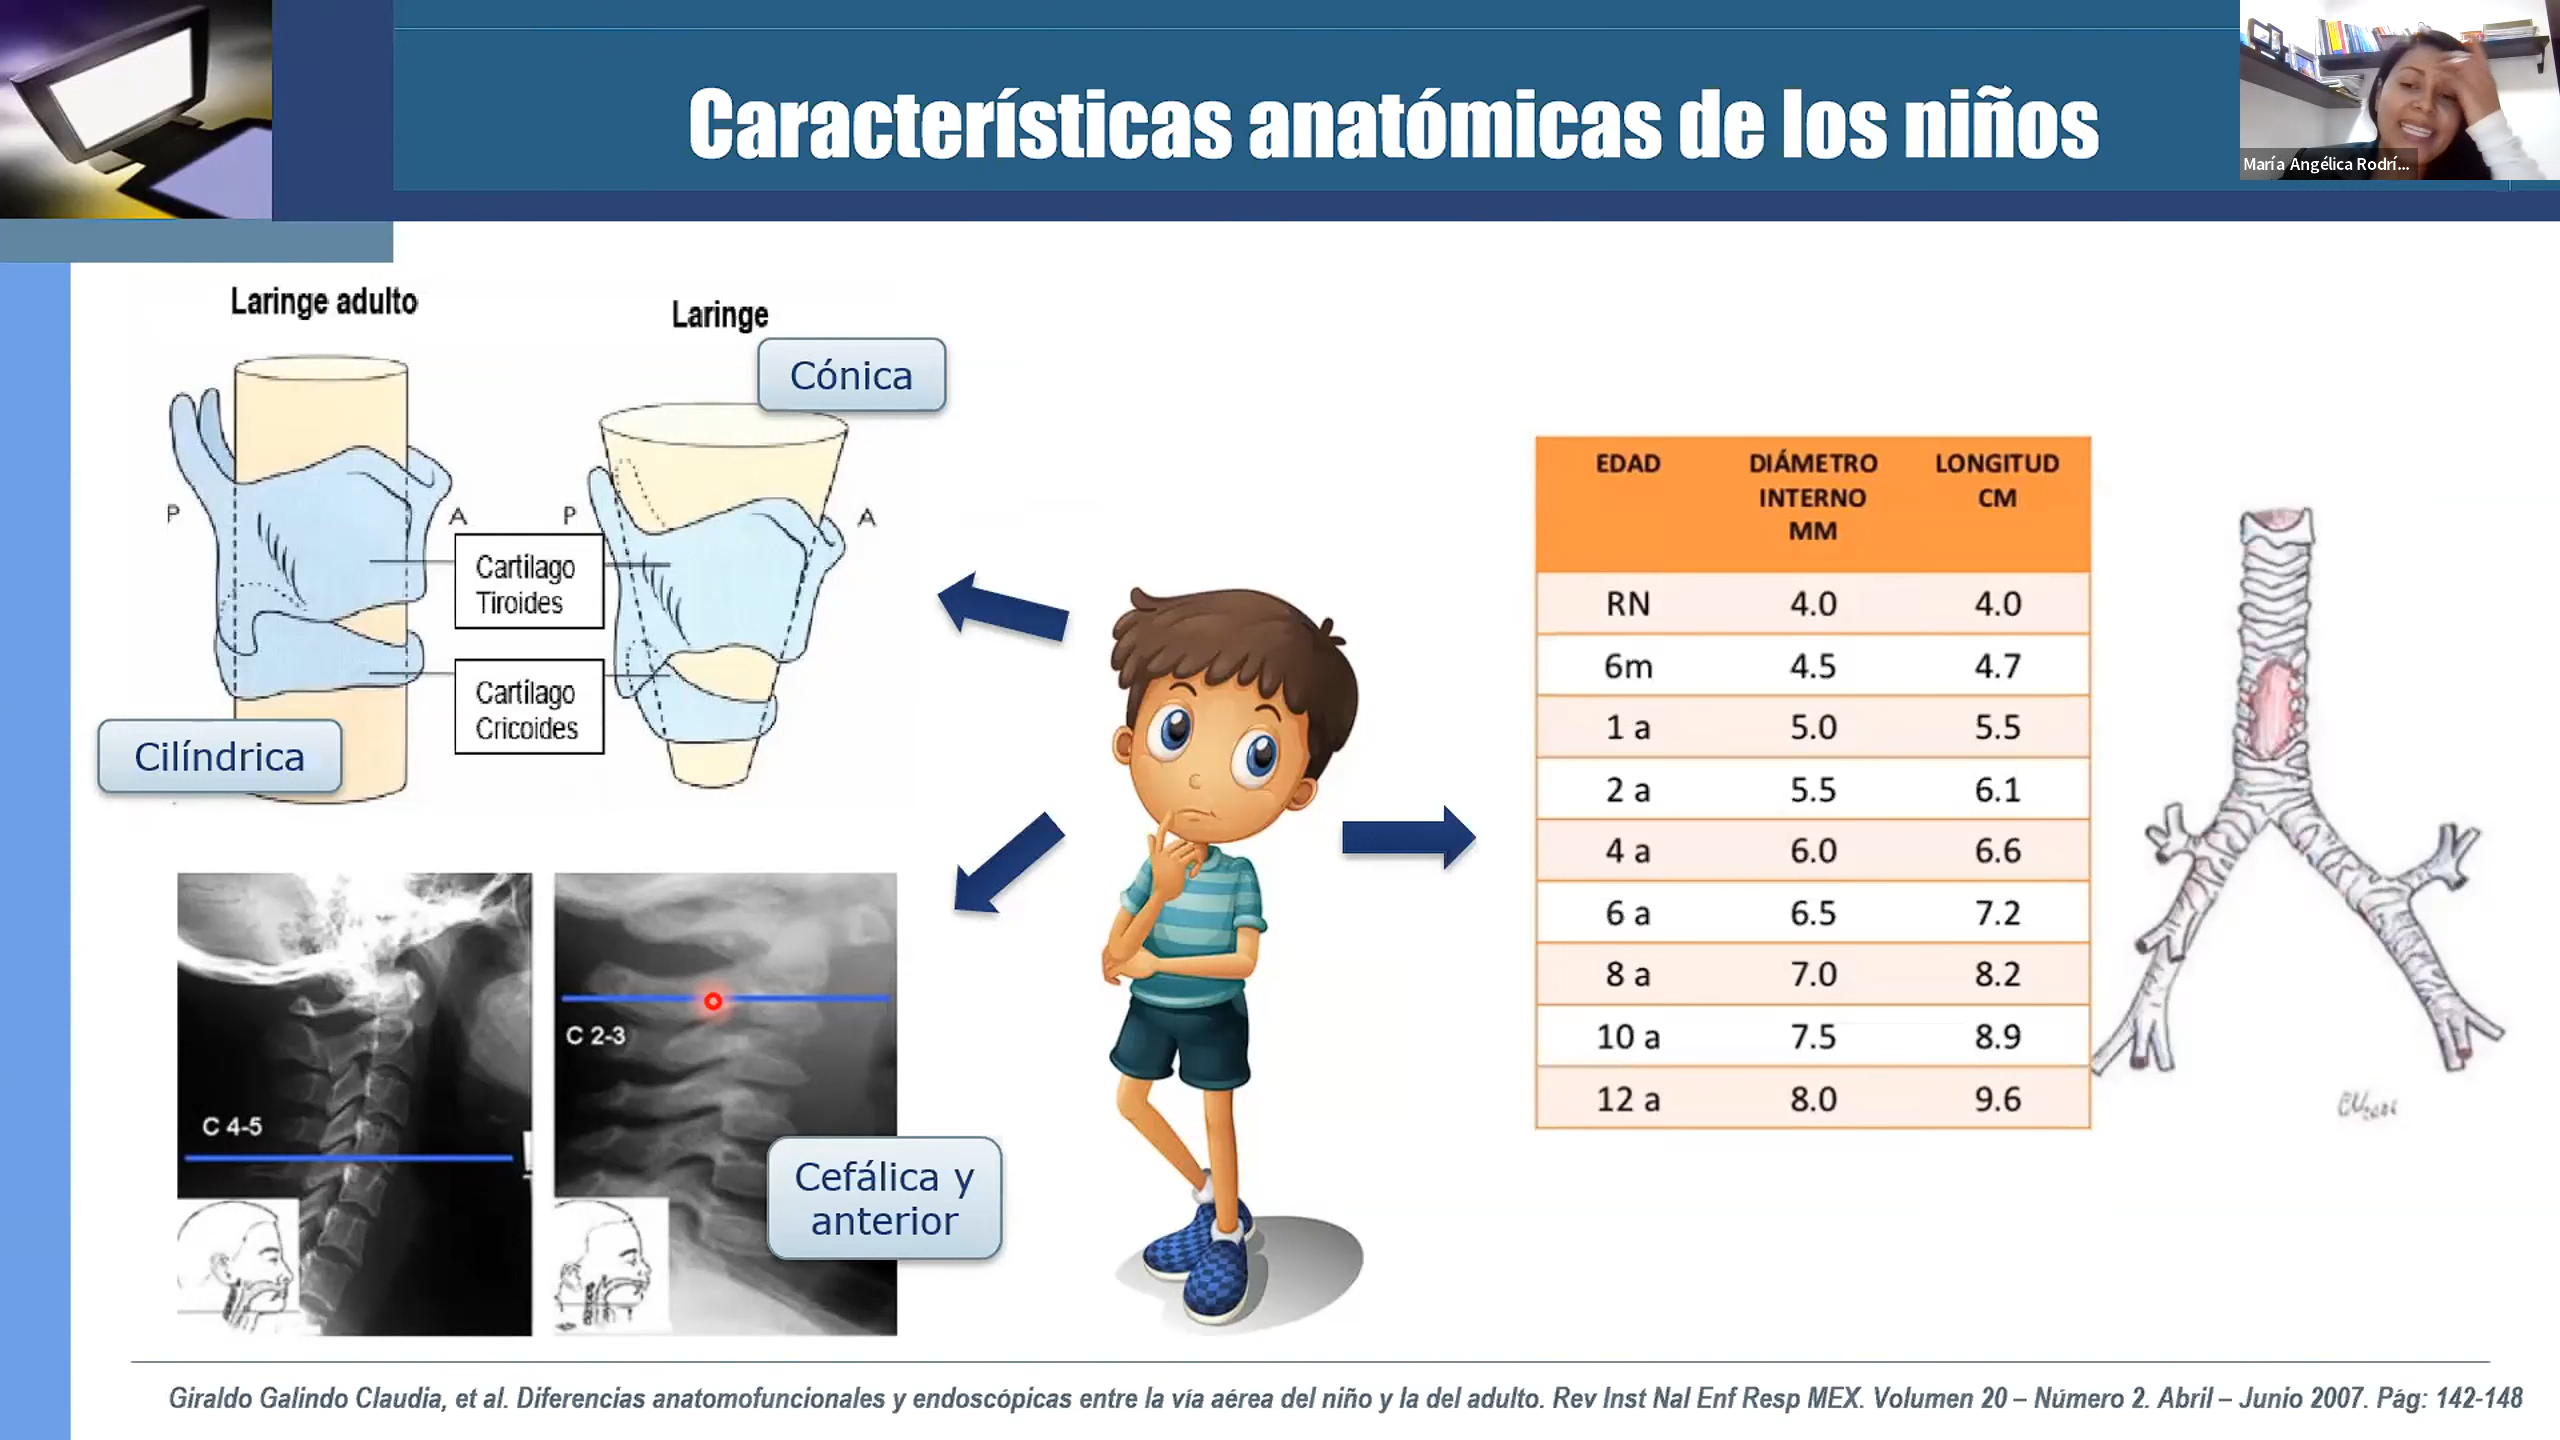 Características anatómicas de los niños
María Angélica Rodrí...
Laringe adulto
Laringe
Cónica
P
A
P
A
Cartílago
Tiroides
Cartílago
Cricoides
Cilíndrica
C 4-5
C 2-3
Cefálica y
anterior
EDAD DIÁMETRO INTERNO MM LONGITUD CM
RN 4.0 4.0
6m 4.5 4.7
1 a 5.0 5.5
2 a 5.5 6.1
4 a 6.0 6.6
6 a 6.5 7.2
8 a 7.0 8.2
10 a 7.5 8.9
12 a 8.0 9.6
Giraldo Galindo Claudia, et al. Diferencias anatomofuncionales y endoscópicas entre la vía aérea del niño y la del adulto. Rev Inst Nal Enf Resp MEX. Volumen 20 – Número 2. Abril – Junio 2007. Pág: 142-148